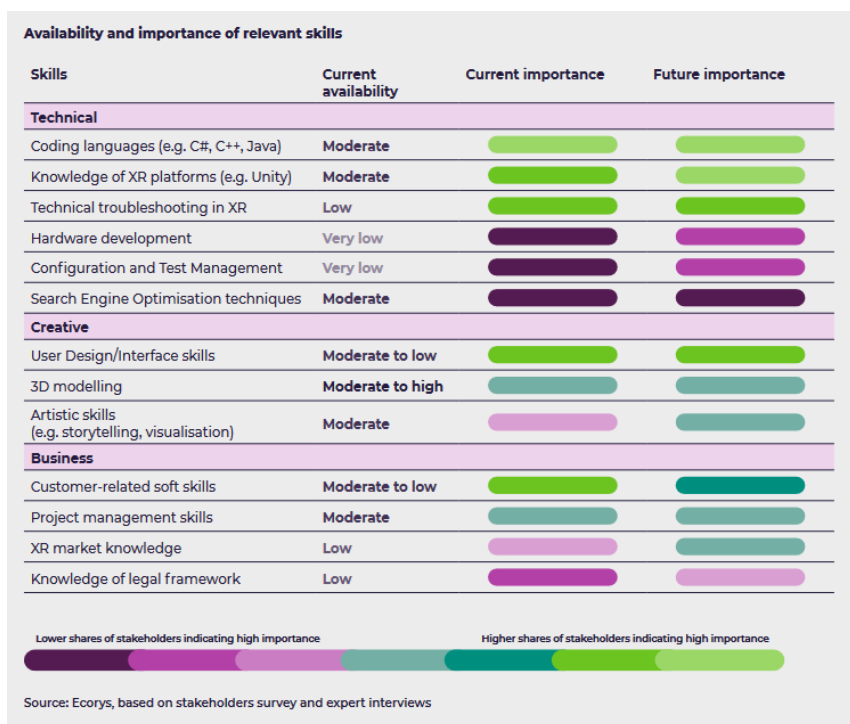 Availability and importance of relevant skills
Skills
Current availability
Current importance
Future importance
Technical
Coding languages (e.g. C#, C++, Java) Moderate
Knowledge of XR platforms (e.g. Unity) Moderate
Technical troubleshooting in XR Low
Hardware development Very low
Configuration and Test Management Very low
Search Engine Optimisation techniques Moderate
Creative
User Design/Interface skills Moderate to low
3D modelling Moderate to high
Artistic skills
(e.g. storytelling, visualisation) Moderate
Business
Customer-related soft skills Moderate to low
Project management skills Moderate
XR market knowledge Low
Knowledge of legal framework Low
Lower shares of stakeholders indicating high importance
Higher shares of stakeholders indicating high importance
Source: Ecorys, based on stakeholders survey and expert interviews